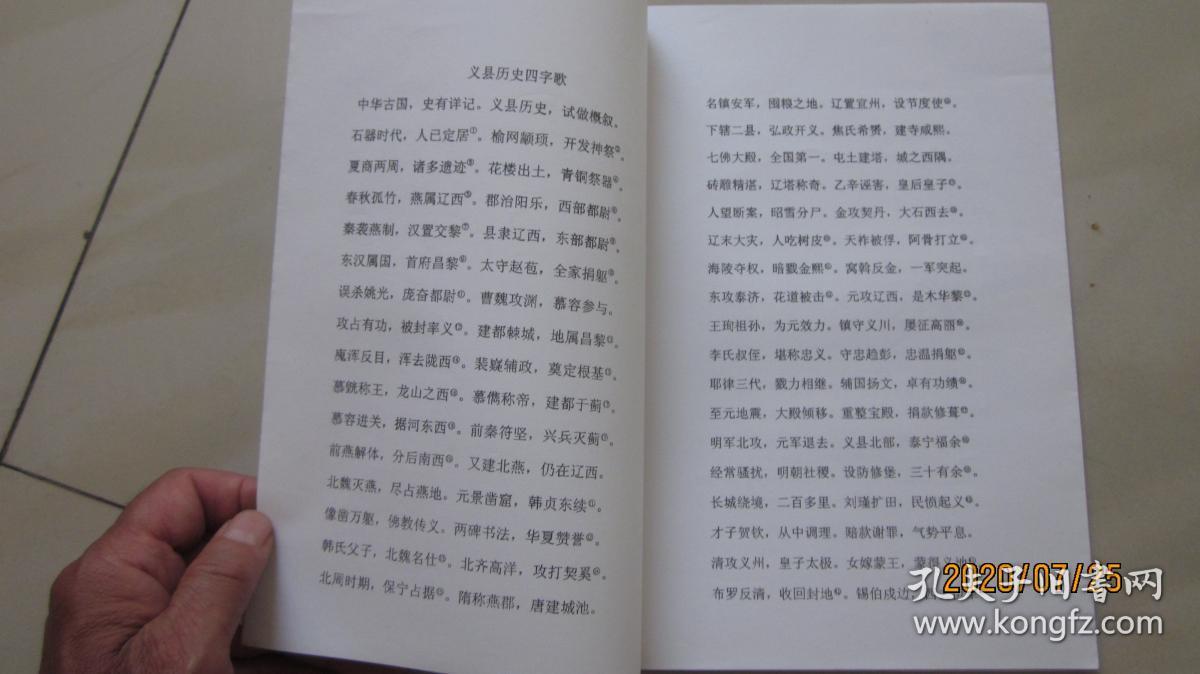 义县历史四字歌
中华古国，史有详记。义县历史，试做概叙。
石器时代，人已定居①。榆网颛顼，开发神祭②。
夏商两周，诸多遗迹③。花楼出土，青铜祭器④。
春秋孤竹，燕属辽西⑤。郡治阳乐，西部都尉⑥。
秦袭燕制，汉置交黎⑦。县隶辽西，东部都尉⑧。
东汉属国，首府昌黎⑨。太守赵苞，全家捐躯⑩。
误杀姚光，庞奋都尉。曹魏攻渊，慕容参与。
攻占有功，被封率义。建都棘城，地属昌黎。
魔浑反目，浑去陇西。裴嶷辅政，奠定根基。
慕皝称王，龙山之西。慕儁称帝，建都于蓟。
慕容进关，据河东西。前秦符坚，兴兵灭蓟。
前燕解体，分后南西。又建北燕，仍在辽西。
北魏灭燕，尽占燕地。元景凿窟，韩贞东续。
像凿万躯，佛教传义。两碑书法，华夏赞誉。
韩氏父子，北魏名仕。北齐高洋，攻打契奚。
北周时期，保宁占据。隋称燕郡，唐建城池。
名镇安军，囤粮之地。辽置宜州，设节度使。
下辖二县，弘政开义。焦氏希赟，建寺咸熙。
七佛大殿，全国第一。屯土建塔，城之西隅。
砖雕精湛，辽塔称奇。乙辛诬害，皇后皇子。
人望断案，昭雪分尸。金攻契丹，大石西去。
辽末大灾，人吃树皮。天祚被俘，阿骨打立。
海陵夺权，暗戮金熙。窝斡反金，一军突起。
东攻泰济，花道被击。元攻辽西，是木华黎。
王珣祖孙，为元效力。镇守义川，屡征高丽。
李氏叔侄，堪称忠义。守忠趋彭，忠温捐躯。
耶律三代，戮力相继。辅国扬文，卓有功绩。
至元地震，大殿倾移。重整宝殿，捐款修葺。
明军北攻，元军退去。义县北部，泰宁福余。
经常骚扰，明朝社稷。设防修堡，三十有余。
长城绕境，二百多里。刘瑾扩田，民愤起义。
才子贺钦，从中调理。赔款谢罪，气势平息。
清攻义州，皇子太极。女嫁蒙王，
布罗反清，收回封地。锡伯戍边，
2020/07/25
孔夫子旧书网
www.kongfz.com